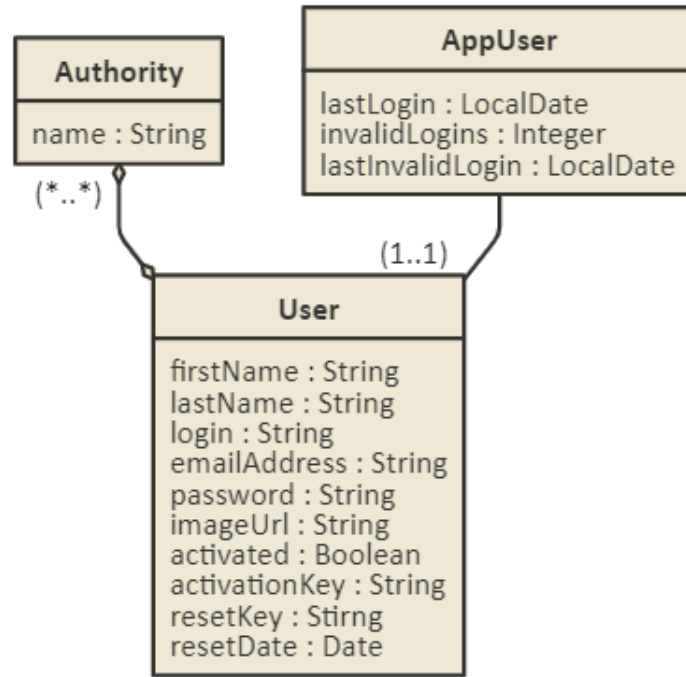 Authority
name : String
(*..*)
AppUser
lastLogin : LocalDate
invalidLogins : Integer
lastInvalidLogin : LocalDate
(1..1)
User
firstName : String
lastName : String
login : String
emailAddress : String
password : String
imageUrl : String
activated : Boolean
activationKey : String
resetKey : Stirng
resetDate : Date